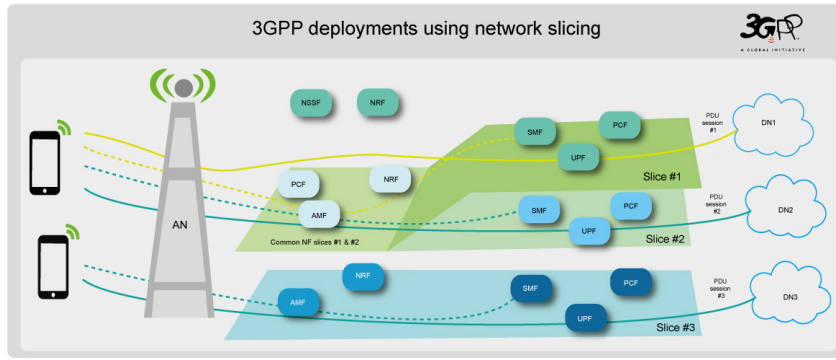 3GPP deployments using network slicing
3GPP
A GLOBAL INITIATIVE
NSSF
NRF
SMF
PCF
PDU
session
#1
DN1
UPF
Slice #1
PCF
NRF
AMF
Common NF slices #1 & #2
AN
SMF
PCF
UPF
Slice #2
PDU
session
#2
DN2
AMF
NRF
SMF
PCF
UPF
Slice #3
PDU
session
#3
DN3